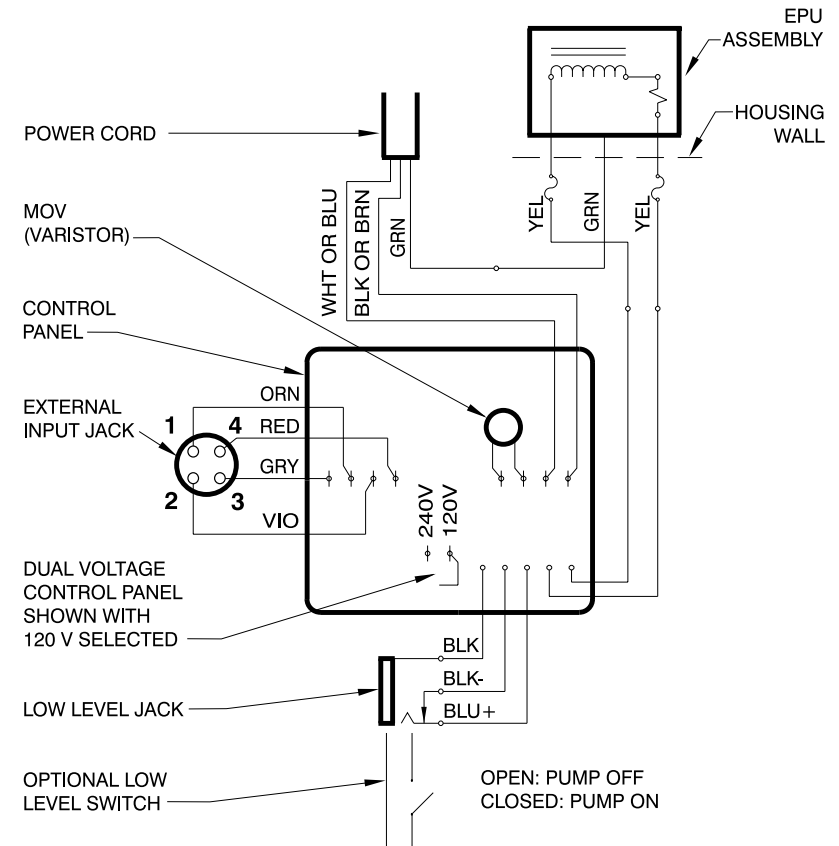 EPU
ASSEMBLY
POWER CORD
HOUSING
WALL
MOV
(VARISTOR)
WHT OR BLU
BLK OR BRN
GRN
YEL
GRN
YEL
CONTROL
PANEL
EXTERNAL
INPUT JACK
1
4
2
3
ORN
RED
GRY
VIO
240V
120V
DUAL VOLTAGE
CONTROL PANEL
SHOWN WITH
120 V SELECTED
BLK
BLK-
BLU+
LOW LEVEL JACK
OPTIONAL LOW
LEVEL SWITCH
OPEN: PUMP OFF
CLOSED: PUMP ON